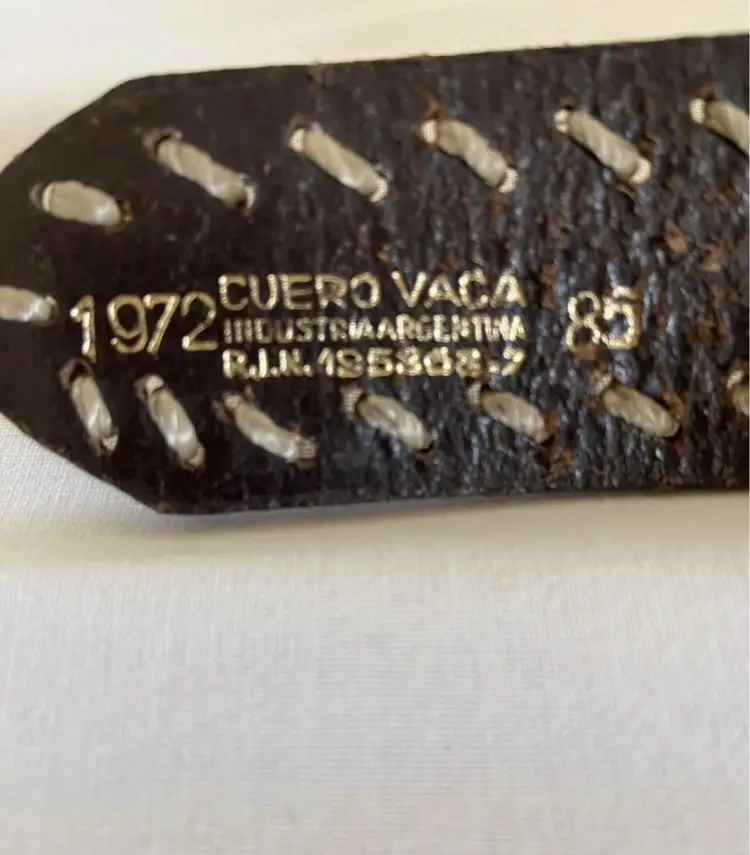 1972 CUERO VACA 85
INDUSTRIA ARGENTINA
R.I.N. 195308-7